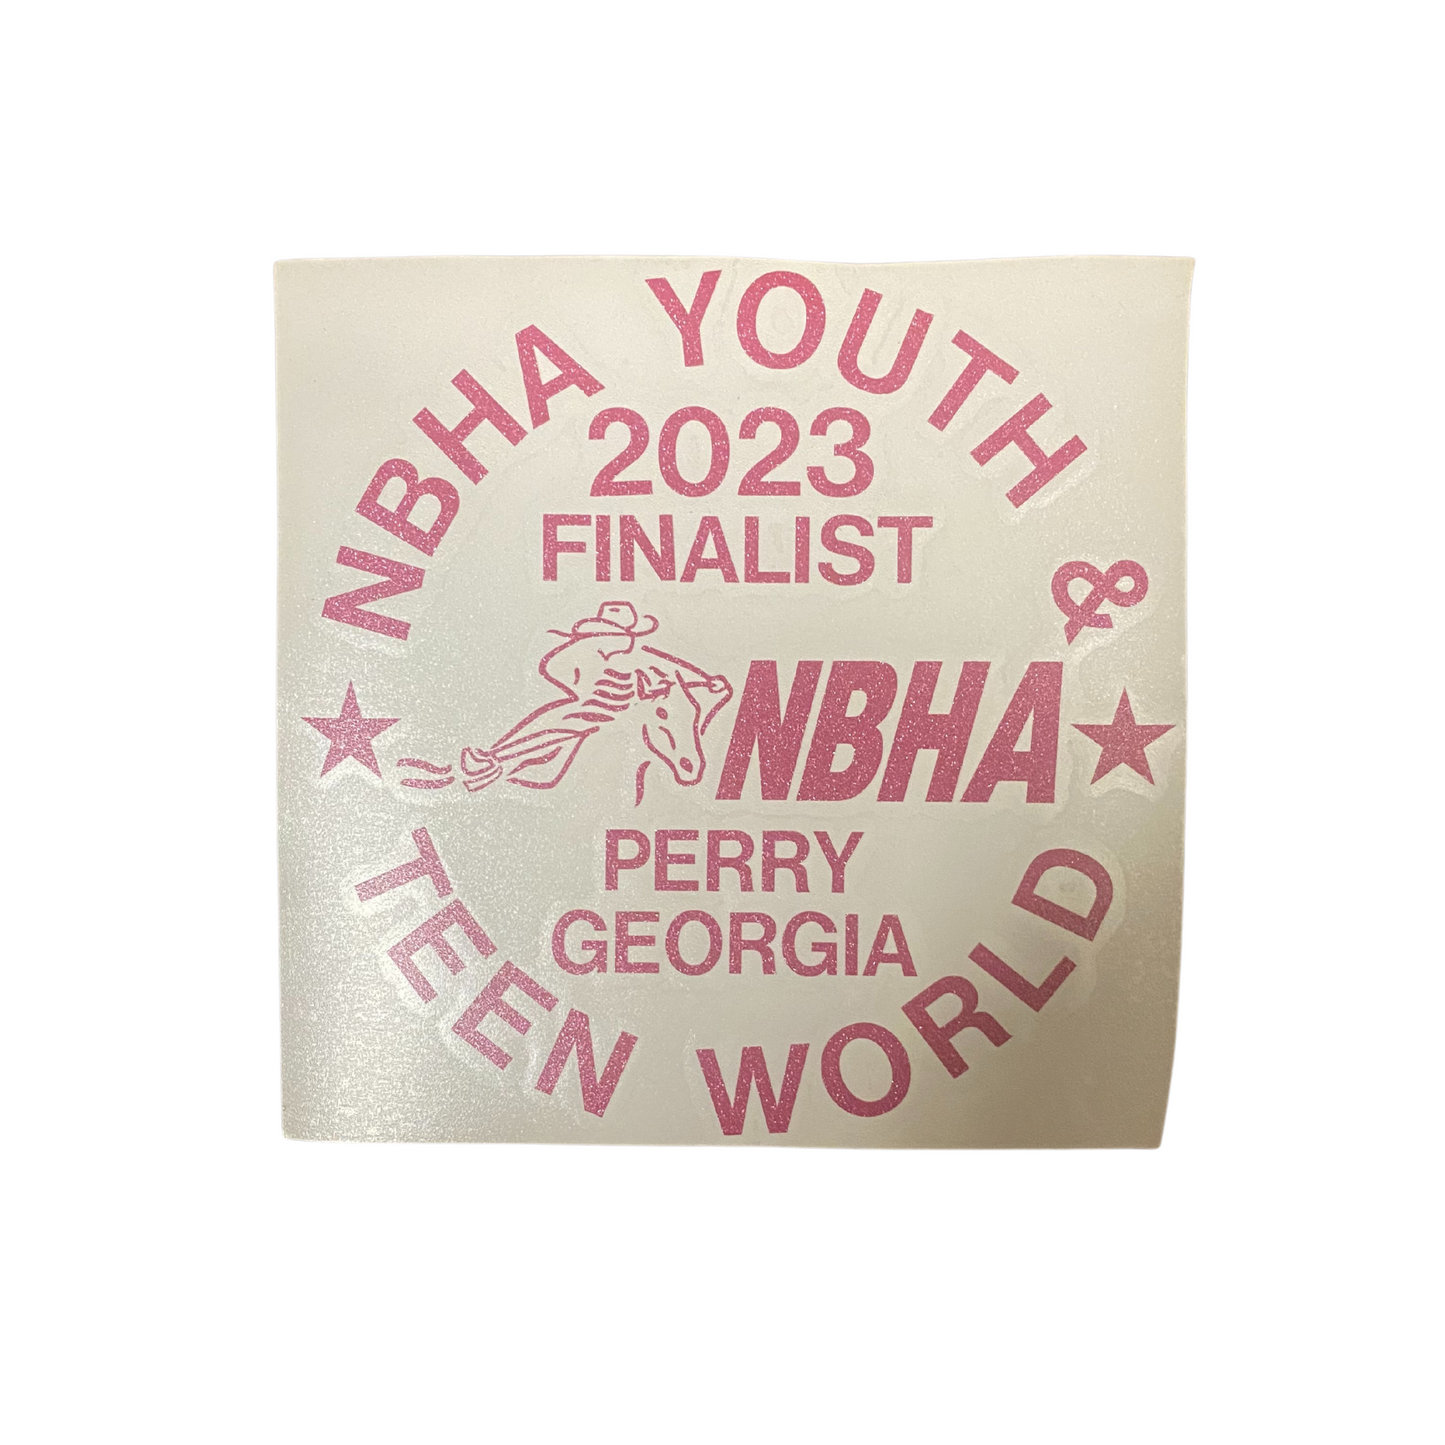 NBHA YOUTH &
2023
FINALIST
NBHA
PERRY
GEORGIA
TEEN WORLD